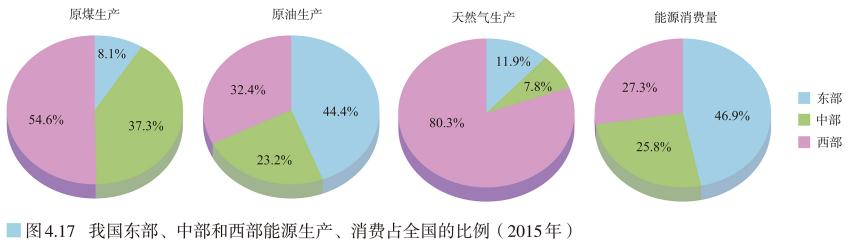 原煤生产
8.1%
37.3%
54.6%
原油生产
44.4%
23.2%
32.4%
天然气生产
11.9%
7.8%
80.3%
能源消费量
46.9%
25.8%
27.3%
东部
中部
西部
图4.17 我国东部、中部和西部能源生产、消费占全国的比例（2015年）